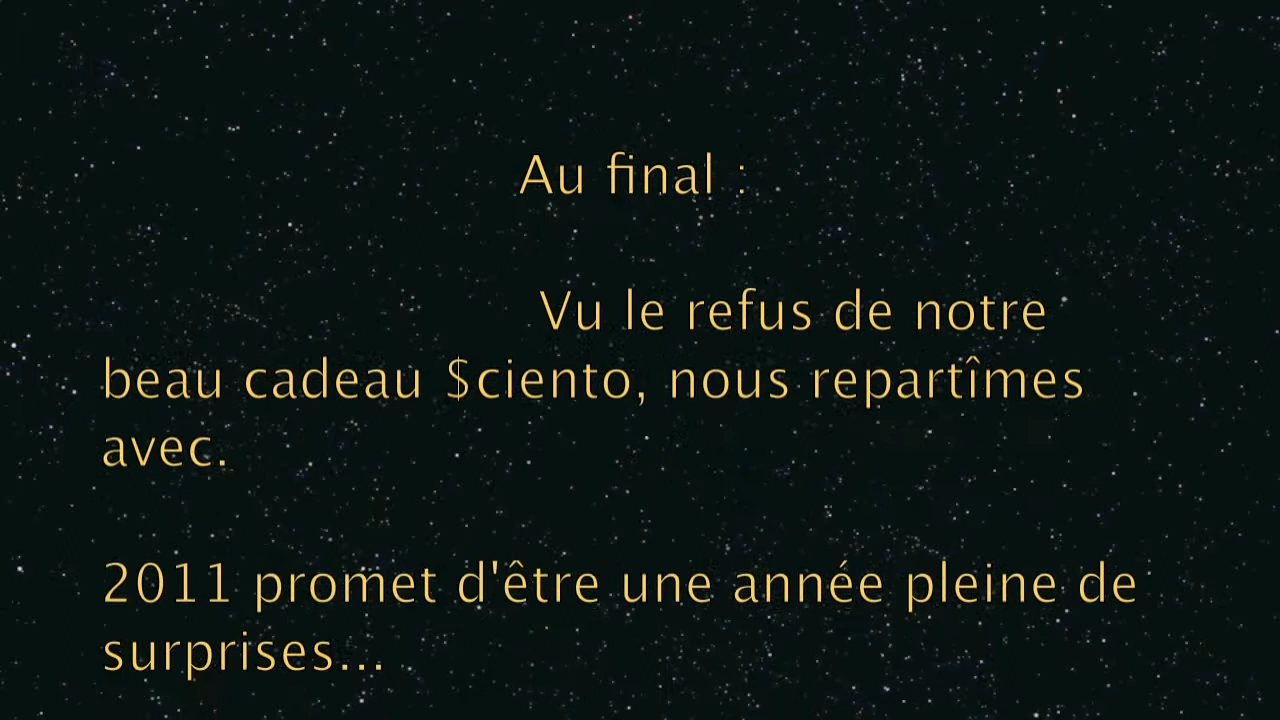 Au final :
Vu le refus de notre
beau cadeau $ciento, nous repartîmes
avec.
2011 promet d'être une année pleine de
surprises...